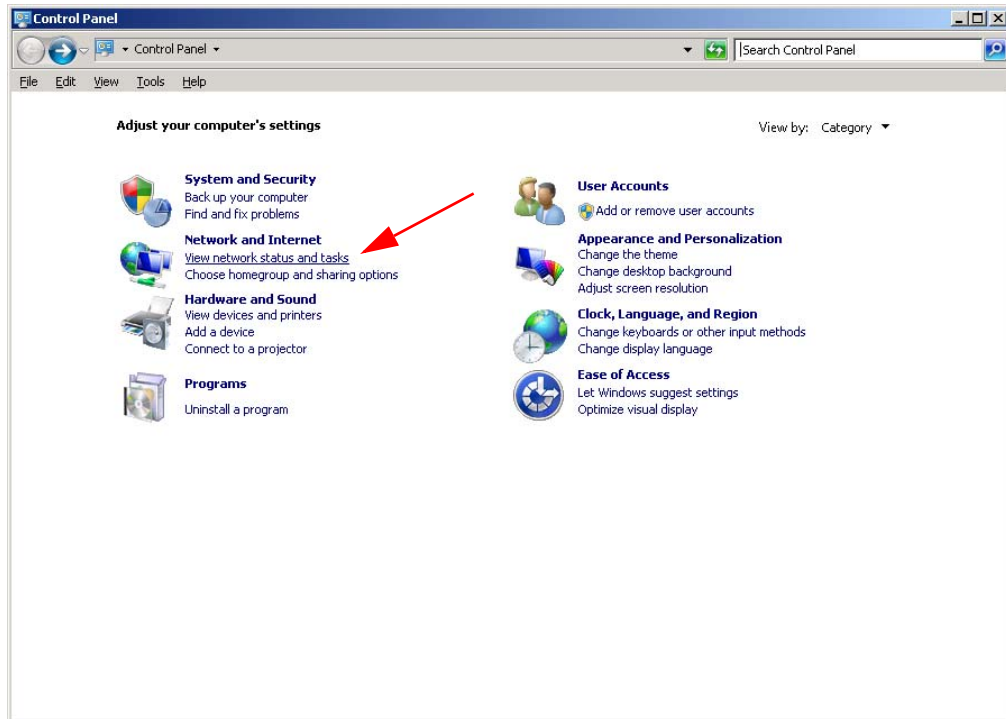 Control Panel
Control Panel
Search Control Panel
File Edit View Tools Help
Adjust your computer's settings
View by: Category
System and Security
Back up your computer
Find and fix problems
Network and Internet
View network status and tasks
Choose homegroup and sharing options
Hardware and Sound
View devices and printers
Add a device
Connect to a projector
Programs
Uninstall a program
User Accounts
Add or remove user accounts
Appearance and Personalization
Change the theme
Change desktop background
Adjust screen resolution
Clock, Language, and Region
Change keyboards or other input methods
Change display language
Ease of Access
Let Windows suggest settings
Optimize visual display